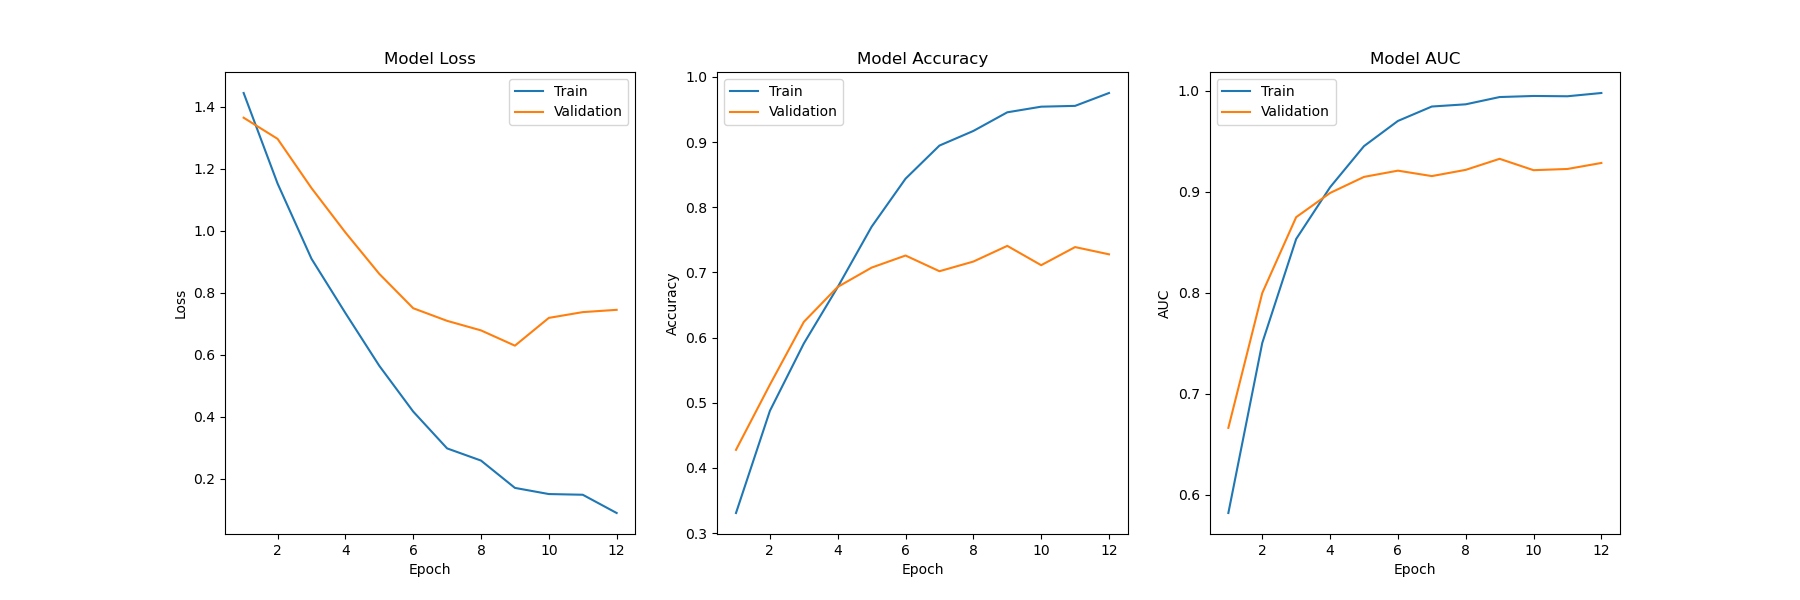 Model Loss
Train
Validation
1.4
1.2
1.0
0.8
0.6
0.4
0.2
Loss
2 4 6 8 10 12
Epoch
Model Accuracy
Train
Validation
1.0
0.9
0.8
0.7
0.6
0.5
0.4
0.3
Accuracy
2 4 6 8 10 12
Epoch
Model AUC
Train
Validation
1.0
0.9
0.8
0.7
0.6
AUC
2 4 6 8 10 12
Epoch